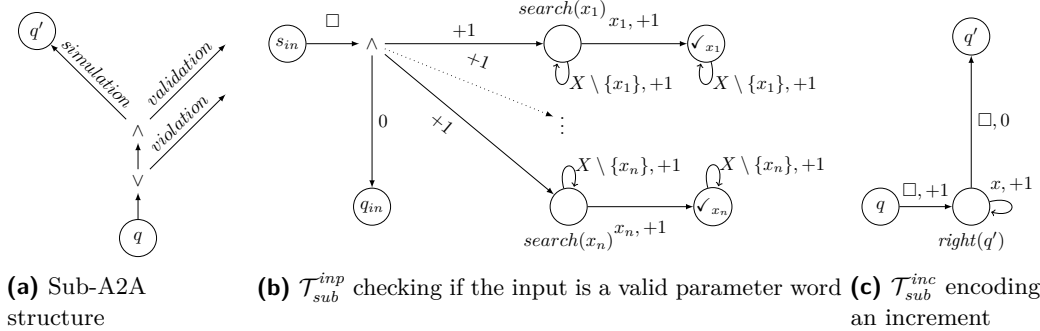 q′
simulation
validation
violation
∧
∨
q
(a) Sub-A2A
structure
s_in
□
∧
+1
+1
+1
0
search(x_1)
x_1, +1
✓_{x_1}
X \ {x_1}, +1
X \ {x_1}, +1
⋮
X \ {x_n}, +1
X \ {x_n}, +1
q_in
search(x_n)
x_n, +1
✓_{x_n}
(b) T_sub^inp checking if the input is a valid parameter word
q′
□, 0
q
□, +1
x, +1
right(q′)
(c) T_sub^inc encoding
an increment